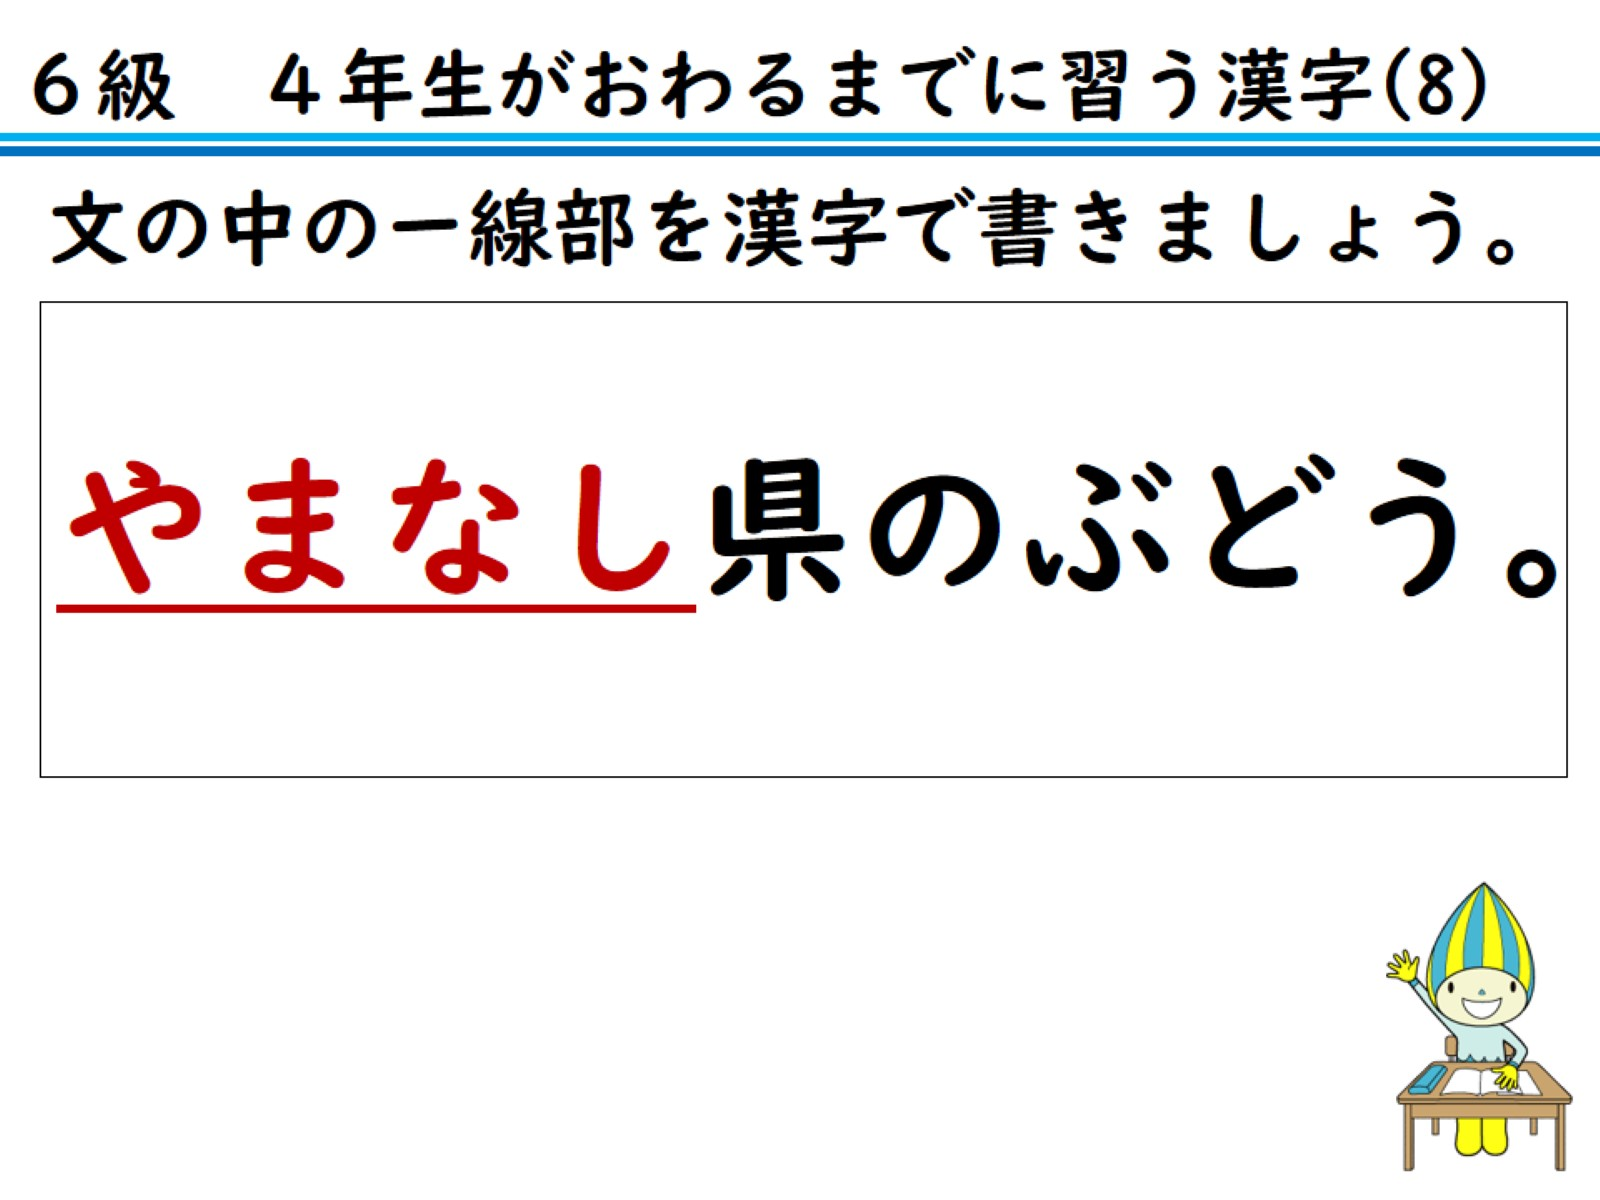 ６級　４年生がおわるまでに習う漢字(8)
文の中の―線部を漢字で書きましょう。
やまなし県のぶどう。